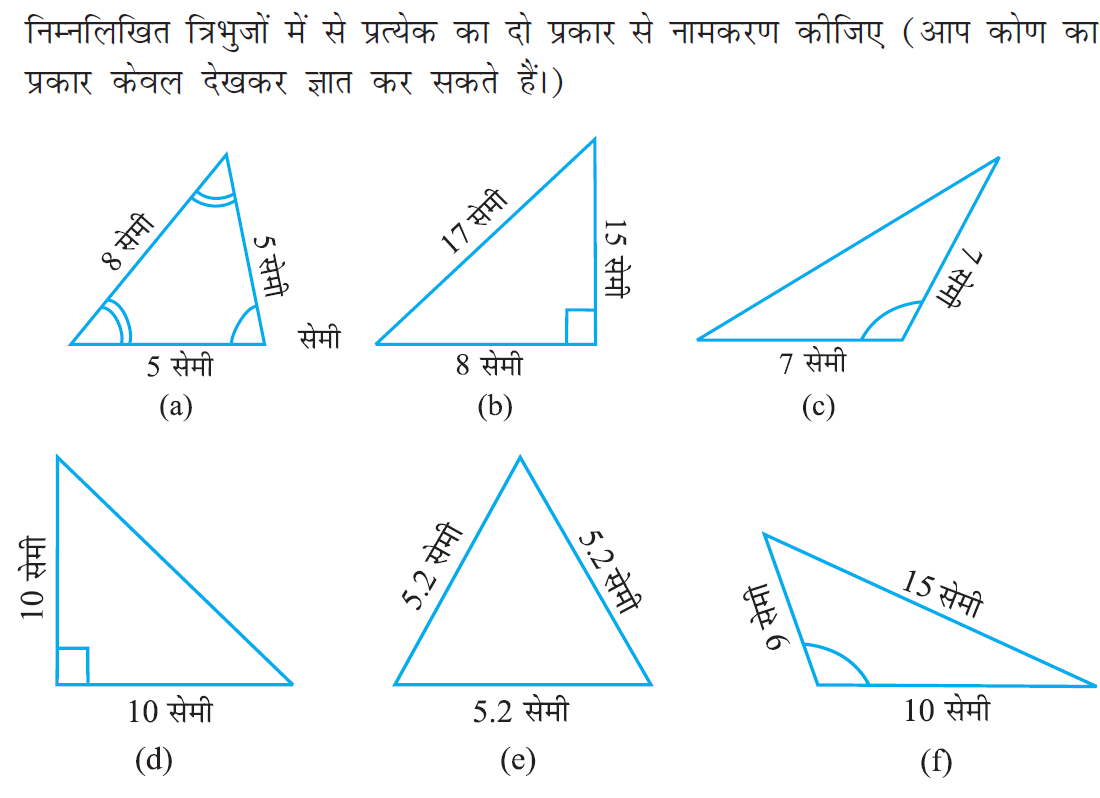 निम्नलिखित त्रिभुजों में से प्रत्येक का दो प्रकार से नामकरण कीजिए (आप कोण का
प्रकार केवल देखकर ज्ञात कर सकते हैं।)
8 सेमी
5 सेमी
5 सेमी
सेमी
(a)
17 सेमी
15 सेमी
8 सेमी
(b)
7 सेमी
7 सेमी
(c)
10 सेमी
10 सेमी
(d)
5.2 सेमी
5.2 सेमी
5.2 सेमी
(e)
9 सेमी
15 सेमी
10 सेमी
(f)